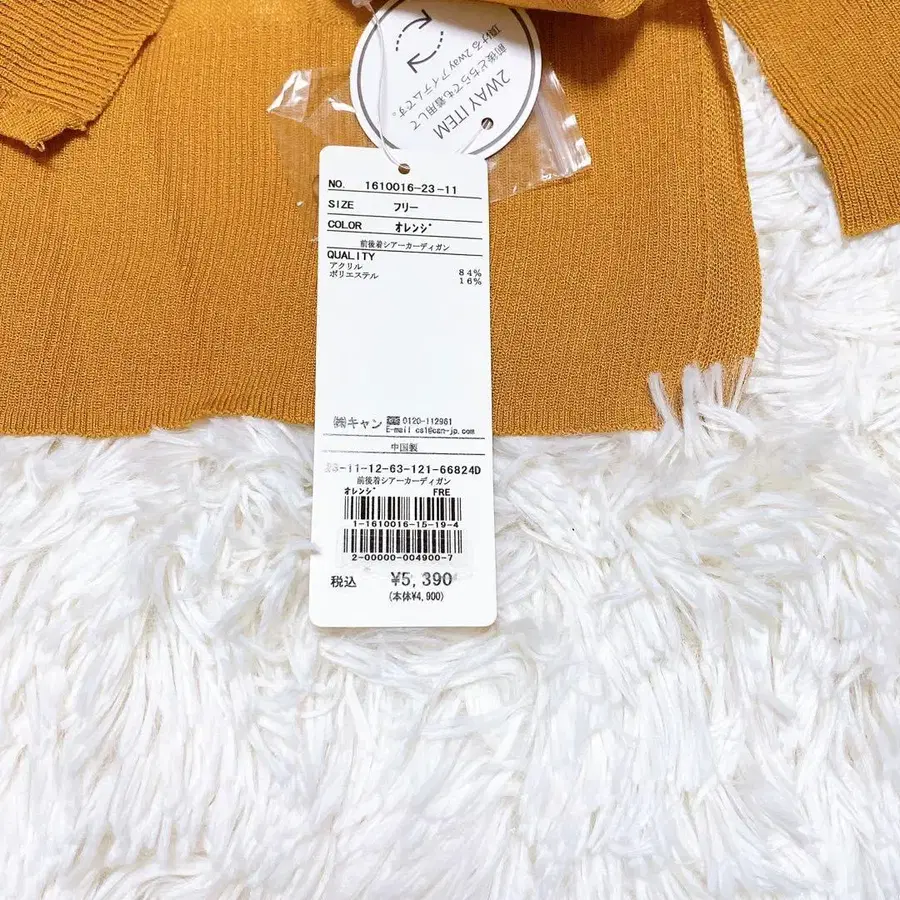 前後どちらでも着用して
頂ける2wayアイテムです。
2WAY ITEM
NO. 1610016-23-11
SIZE フリー
COLOR オレンジ
前後着シアーカーディガン
QUALITY
アクリル 84%
ポリエステル 16%
㈱キャン 0120-112961
E-mail cs1@can-jp.com
中国製
23-11-12-63-121-66824D
前後着シアーカーディガン
オレンジ FRE
1-1610016-15-19-4
2-00000-004900-7
税込 ¥5,390
(本体¥4,900)